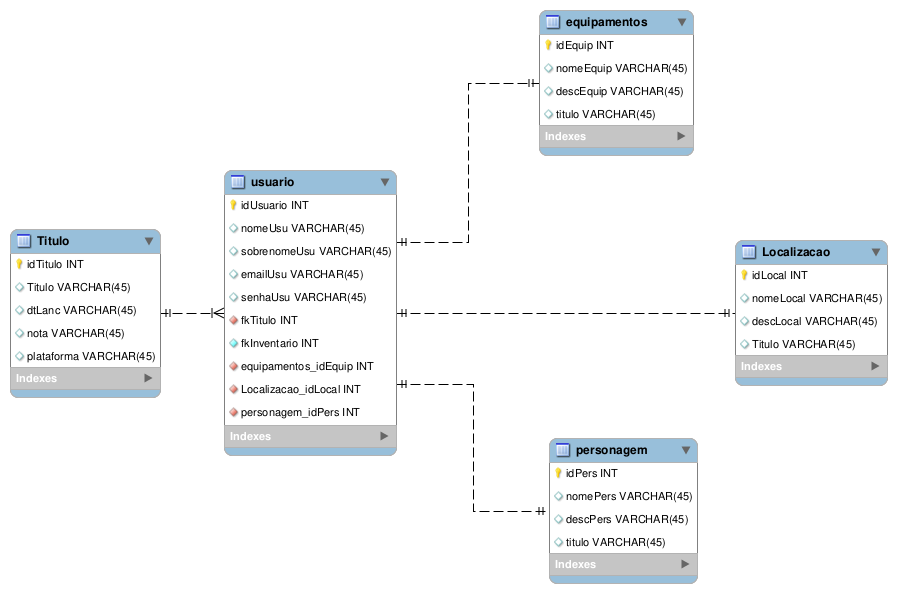 equipamentos
idEquip INT
nomeEquip VARCHAR(45)
descEquip VARCHAR(45)
titulo VARCHAR(45)
Indexes
usuario
idUsuario INT
nomeUsu VARCHAR(45)
sobrenomeUsu VARCHAR(45)
emailUsu VARCHAR(45)
senhaUsu VARCHAR(45)
fkTitulo INT
fkInventario INT
equipamentos_idEquip INT
Localizacao_idLocal INT
personagem_idPers INT
Indexes
Titulo
idTitulo INT
Titulo VARCHAR(45)
dtLanc VARCHAR(45)
nota VARCHAR(45)
plataforma VARCHAR(45)
Indexes
Localizacao
idLocal INT
nomeLocal VARCHAR(45)
descLocal VARCHAR(45)
Titulo VARCHAR(45)
Indexes
personagem
idPers INT
nomePers VARCHAR(45)
descPers VARCHAR(45)
titulo VARCHAR(45)
Indexes